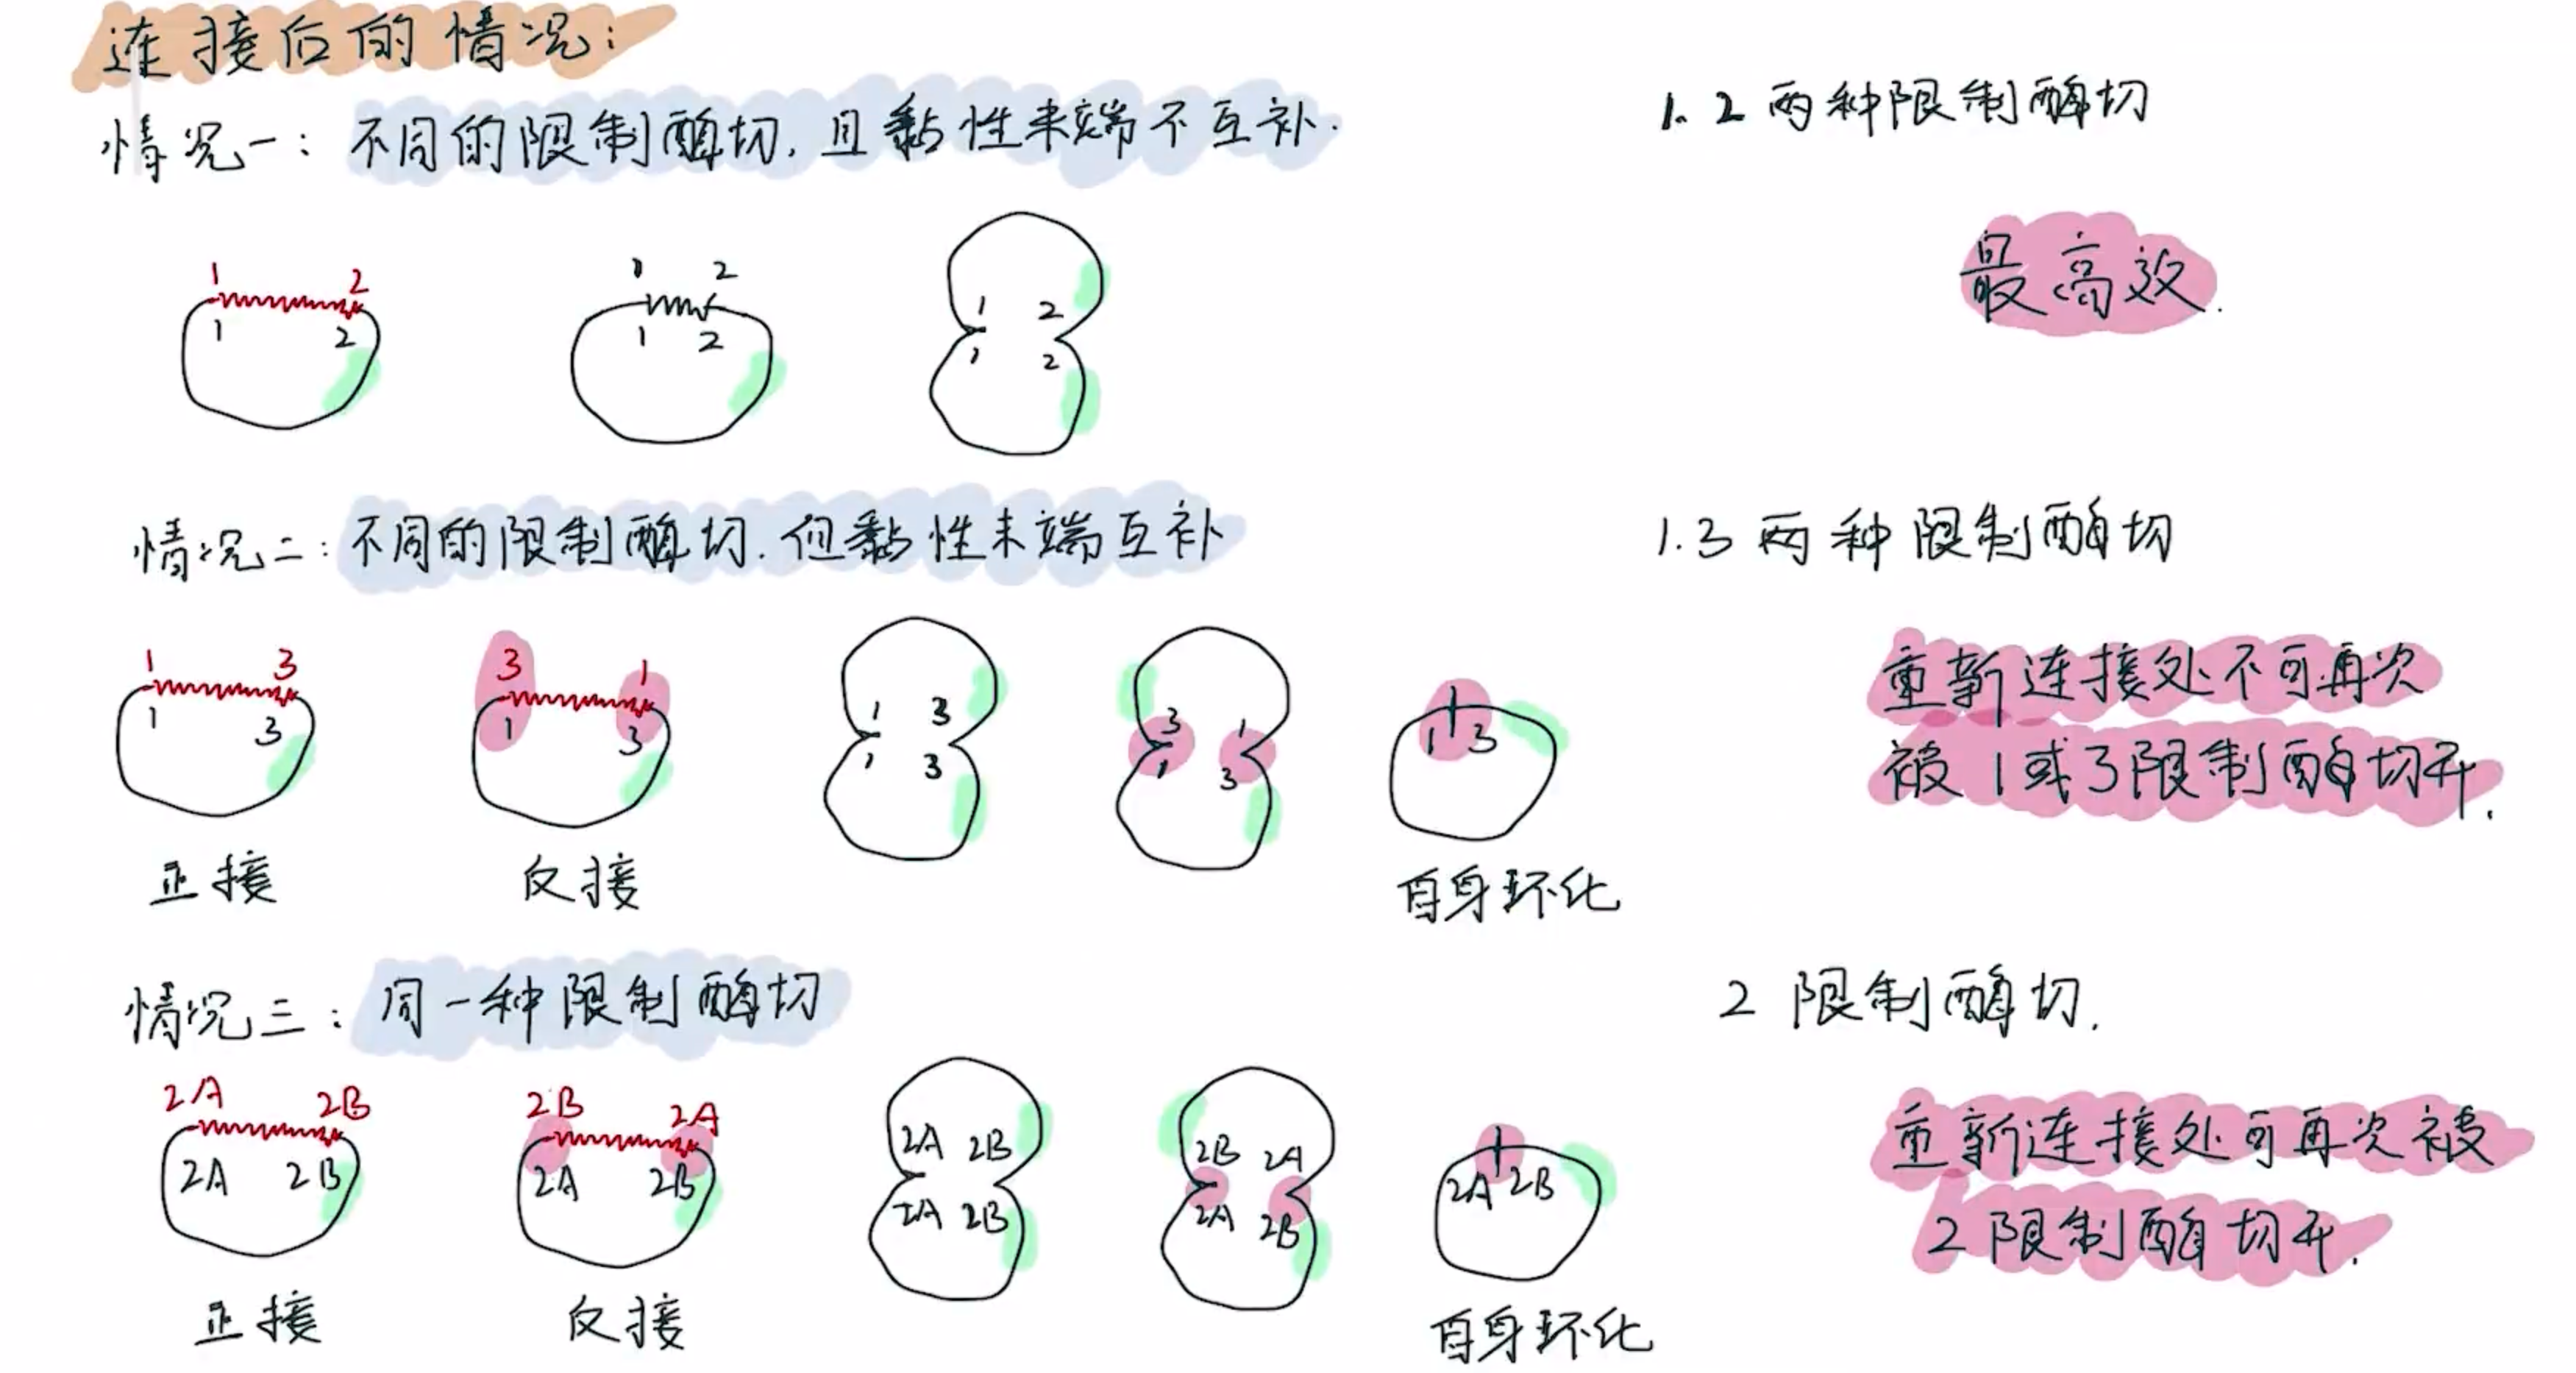 连接后的情况:
情况一: 不同的限制酶切, 且黏性末端不互补.
1.2两种限制酶切
最高效.
1 2 1 2 1 2
1 2 1 2 1 2
情况二: 不同的限制酶切. 但黏性末端互补
1.3两种限制酶切
1 3 3 1 1 3 3 1
1 3 1 3 1 3 1 3 1 3
重新连接处不可再次
被1或3限制酶切开.
正接 反接 自身环化
情况三: 同一种限制酶切
2 限制酶切.
2A 2B 2B 2A 2A 2B 2B 2A
2A 2B 2A 2B 2A 2B 2A 2B 2A 2B
重新连接处可再次被
2限制酶切开.
正接 反接 自身环化